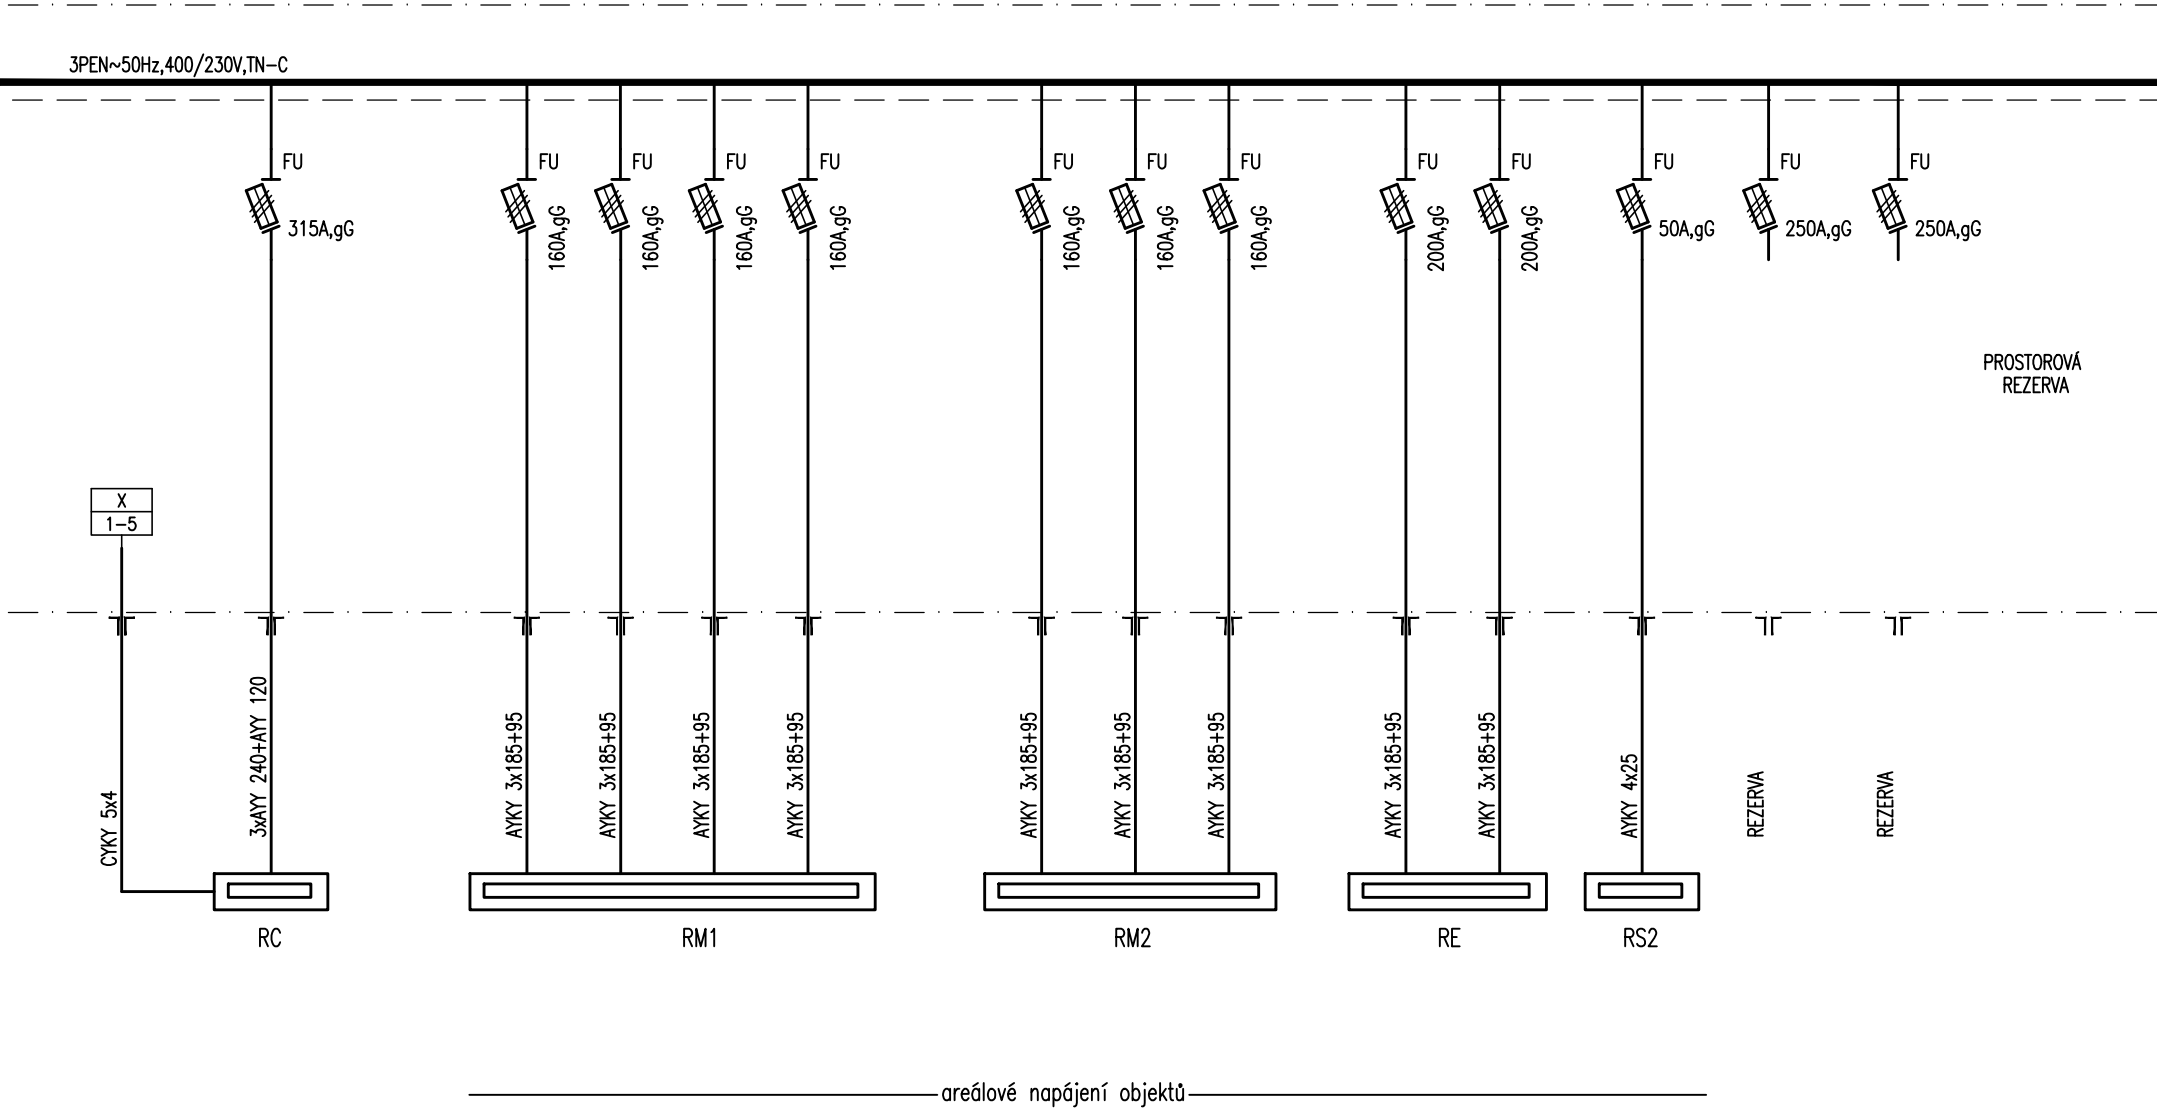 3PEN~50Hz,400/230V,TN-C
FU
FU
FU
FU
FU
FU
FU
FU
FU
FU
FU
FU
FU
315A,gG
160A,gG
160A,gG
160A,gG
160A,gG
160A,gG
160A,gG
160A,gG
200A,gG
200A,gG
50A,gG
250A,gG
250A,gG
PROSTOROVÁ
REZERVA
X
1-5
CYKY 5x4
3xAYY 240+AYY 120
AYKY 3x185+95
AYKY 3x185+95
AYKY 3x185+95
AYKY 3x185+95
AYKY 3x185+95
AYKY 3x185+95
AYKY 3x185+95
AYKY 3x185+95
AYKY 3x185+95
AYKY 4x25
REZERVA
REZERVA
RC
RM1
RM2
RE
RS2
areálové napájení objektů